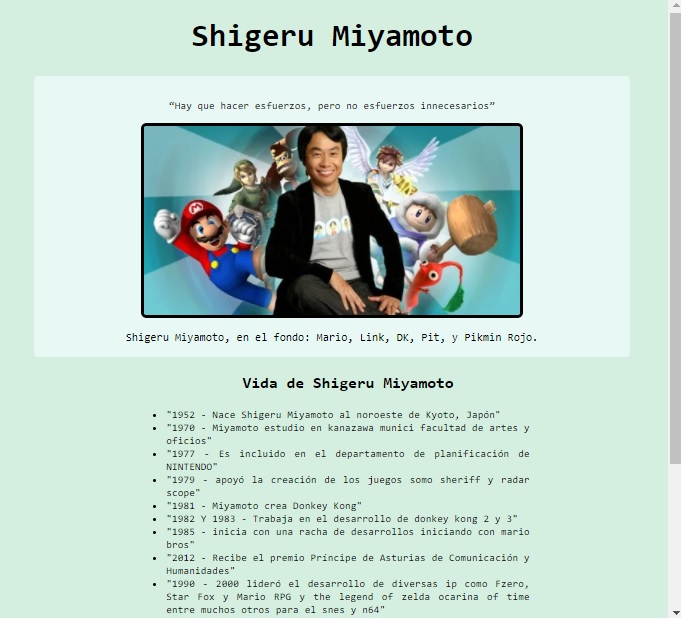 Shigeru Miyamoto
“Hay que hacer esfuerzos, pero no esfuerzos innecesarios”
Shigeru Miyamoto, en el fondo: Mario, Link, DK, Pit, y Pikmin Rojo.
Vida de Shigeru Miyamoto
"1952 - Nace Shigeru Miyamoto al noroeste de Kyoto, Japón"
"1970 - Miyamoto estudio en kanazawa munici facultad de artes y
oficios"
"1977 - Es incluido en el departamento de planificación de
NINTENDO"
"1979 - apoyó la creación de los juegos somo sheriff y radar
scope"
"1981 - Miyamoto crea Donkey Kong"
"1982 Y 1983 - Trabaja en el desarrollo de donkey kong 2 y 3"
"1985 - inicia con una racha de desarrollos iniciando con mario
bros"
"2012 - Recibe el premio Príncipe de Asturias de Comunicación y
Humanidades"
"1990 - 2000 lideró el desarrollo de diversas ip como Fzero,
Star Fox y Mario RPG y the legend of zelda ocarina of time
entre muchos otros para el snes y n64"